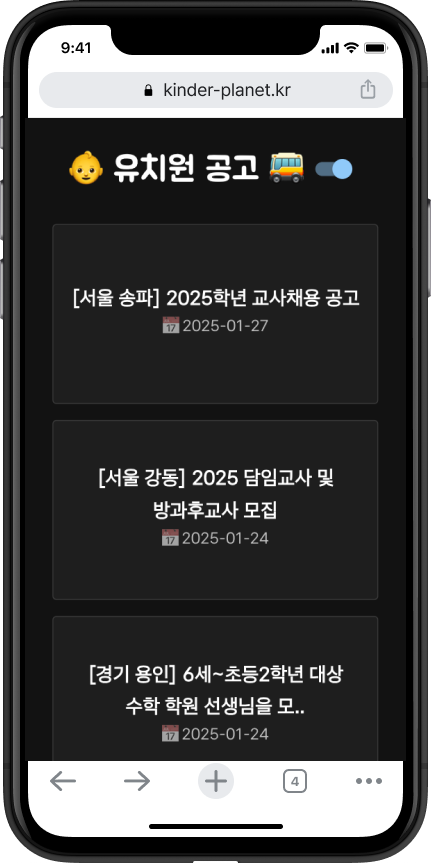 9:41
kinder-planet.kr
유치원 공고
[서울 송파] 2025학년 교사채용 공고
2025-01-27
[서울 강동] 2025 담임교사 및
방과후교사 모집
2025-01-24
[경기 용인] 6세~초등2학년 대상
수학 학원 선생님을 모..
2025-01-24
4